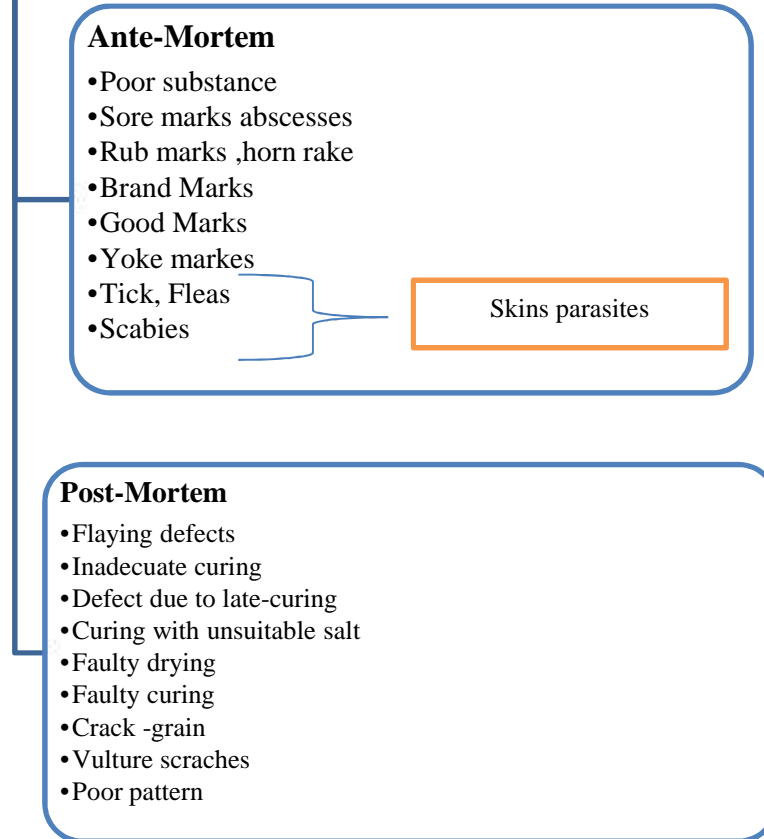 Ante-Mortem
•Poor substance
•Sore marks abscesses
•Rub marks ,horn rake
•Brand Marks
•Good Marks
•Yoke markes
•Tick, Fleas
•Scabies
Skins parasites
Post-Mortem
•Flaying defects
•Inadecuate curing
•Defect due to late-curing
•Curing with unsuitable salt
•Faulty drying
•Faulty curing
•Crack -grain
•Vulture scraches
•Poor pattern